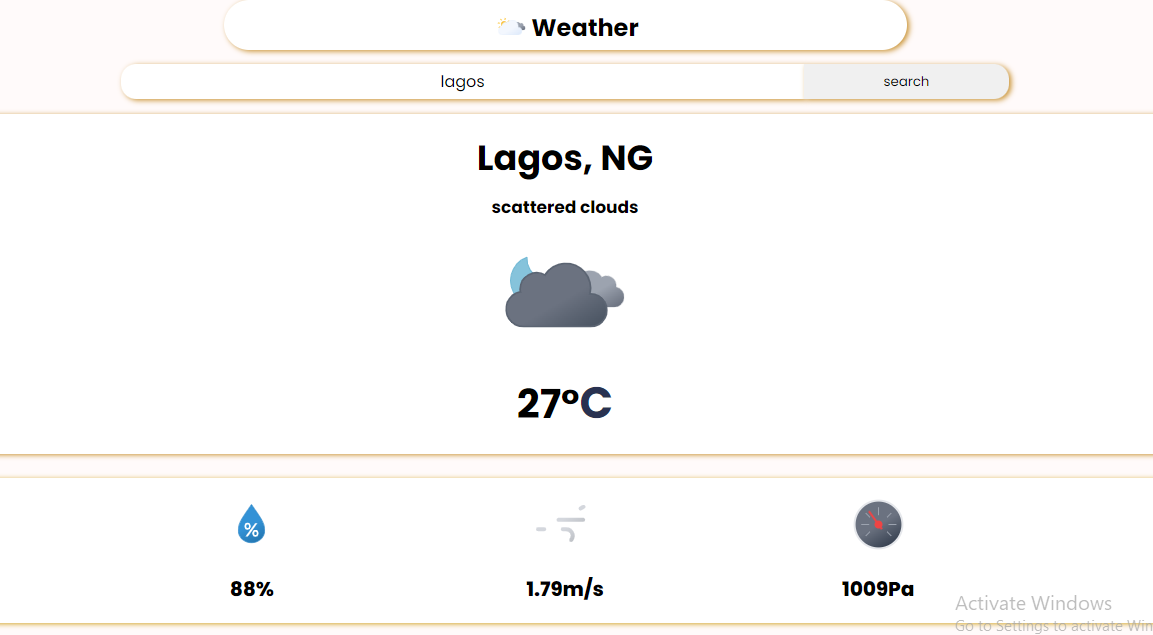 Weather
lagos
search
Lagos, NG
scattered clouds
27°C
%
88%
1.79m/s
1009Pa
Activate Windows
Go to Settings to activate Win